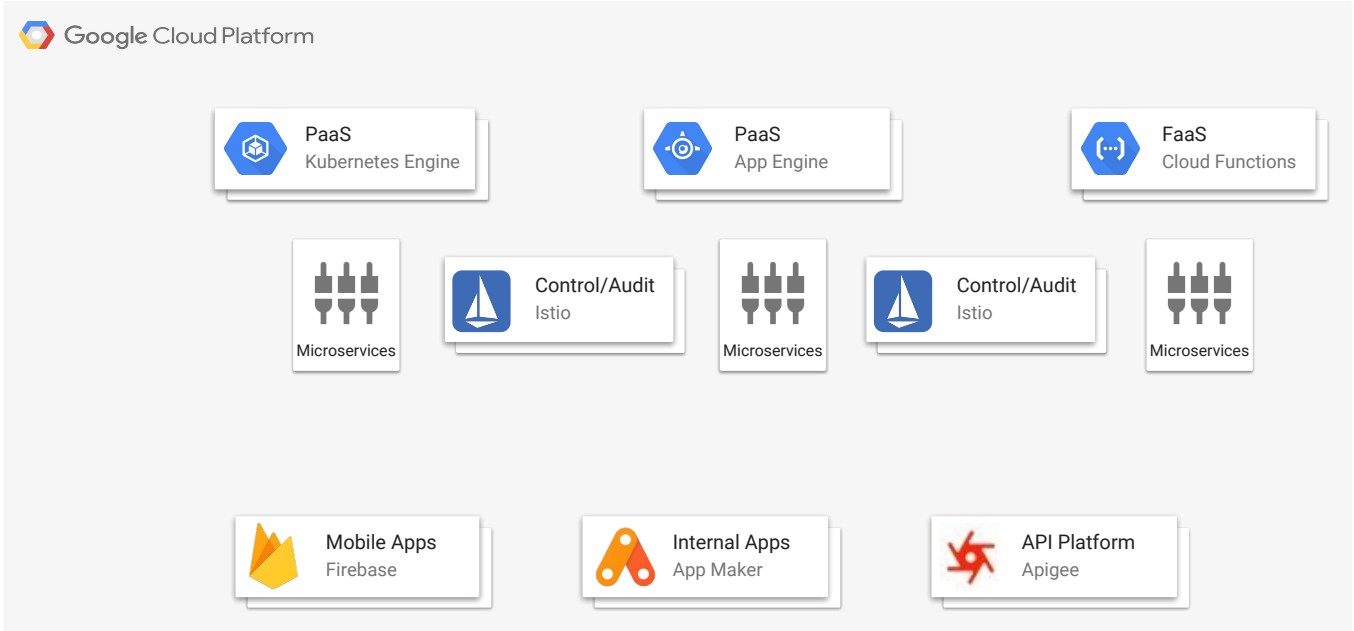 Google Cloud Platform
PaaS
Kubernetes Engine
PaaS
App Engine
FaaS
Cloud Functions
Microservices
Control/Audit
Istio
Microservices
Control/Audit
Istio
Microservices
Mobile Apps
Firebase
Internal Apps
App Maker
API Platform
Apigee